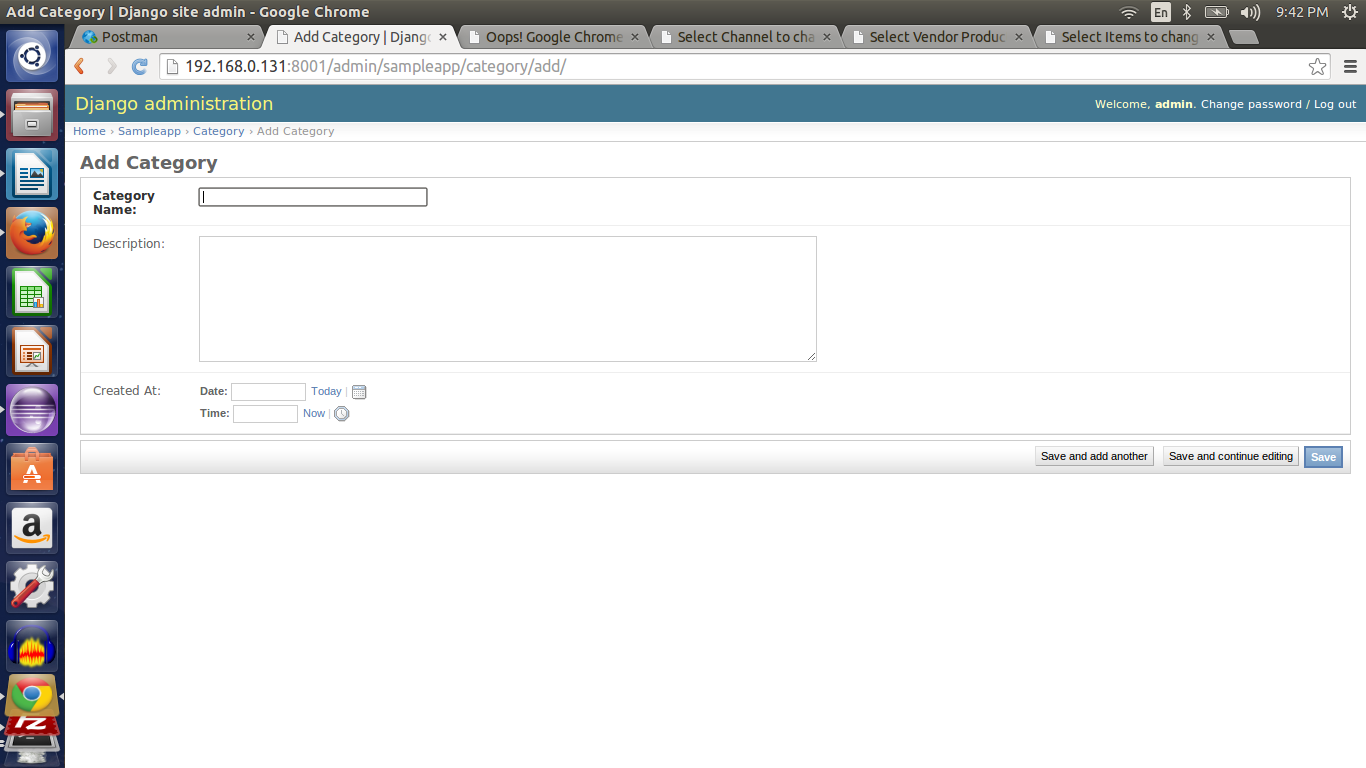 Add Category | Django site admin - Google Chrome
En
9:42 PM
Postman
Add Category | Djang
Oops! Google Chrome
Select Channel to cha
Select Vendor Produc
Select Items to chang
192.168.0.131:8001/admin/sampleapp/category/add/
Django administration
Welcome, admin. Change password / Log out
Home › Sampleapp › Category › Add Category
Add Category
Category
Name:
Description:
Created At:
Date:
Today |
Time:
Now |
Save and add another
Save and continue editing
Save
A
a